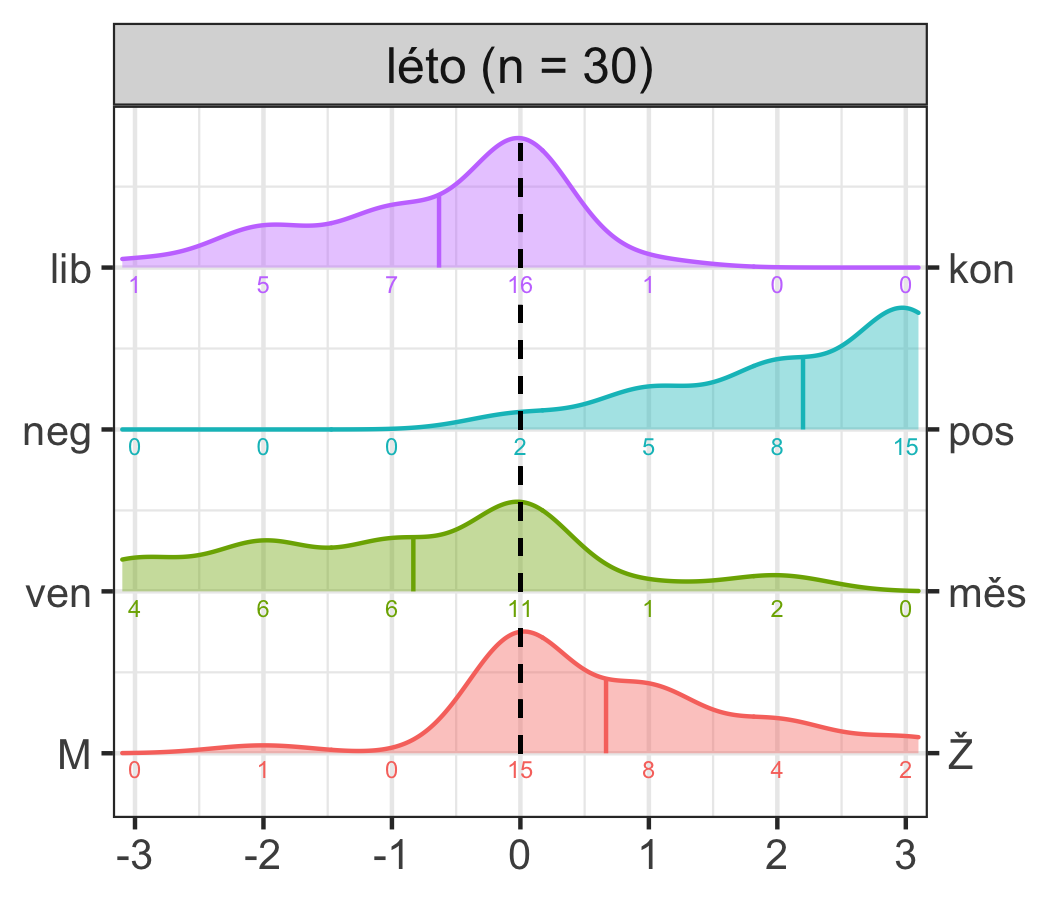 léto (n = 30)
lib kon
1 5 7 16 1 0 0
neg pos
0 0 0 2 5 8 15
ven měs
4 6 6 11 1 2 0
M Ž
0 1 0 15 8 4 2
-3 -2 -1 0 1 2 3